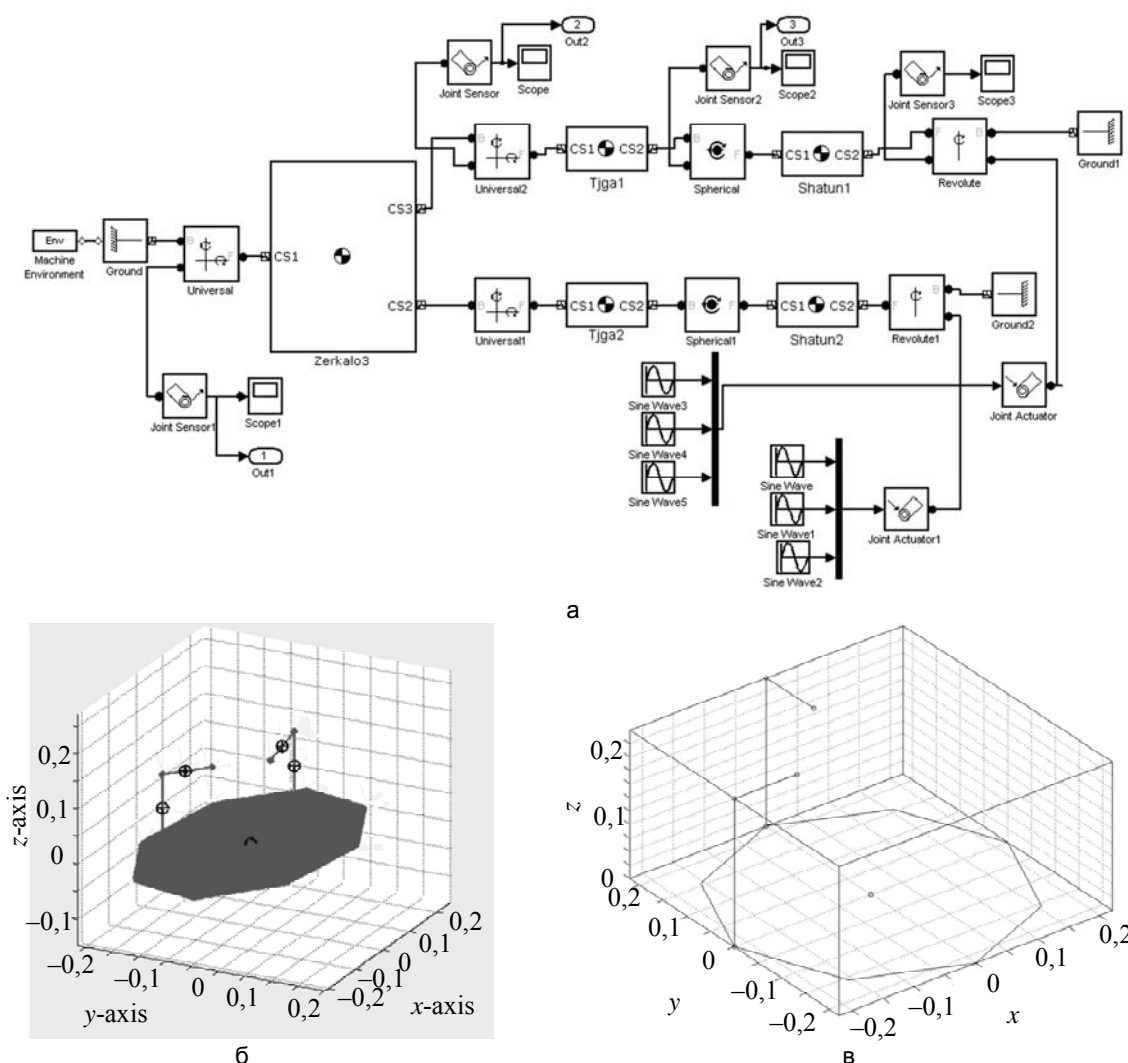 2
Out2
3
Out3
Joint Sensor
Scope
Joint Sensor2
Scope2
Joint Sensor3
Scope3
B
F
Universal2
CS1 CS2
Tjga1
B
F
Spherical
CS1 CS2
Shatun1
F
B
Revolute
Ground1
Env
Machine
Environment
Ground
B
F
Universal
CS1
CS3
CS2
Zerkalo3
B
F
Universal1
CS1 CS2
Tjga2
B
F
Spherical1
CS1 CS2
Shatun2
F
B
Revolute1
Ground2
Joint Sensor1
Scope1
1
Out1
Sine Wave3
Sine Wave4
Sine Wave5
Sine Wave
Sine Wave1
Sine Wave2
Joint Actuator
Joint Actuator1
а
z-axis
0,2
0,1
0
–0,1
–0,2
–0,1
0
0,1
0,2
y-axis
–0,2
–0,1
0
0,1
0,2
x-axis
б
z
0,2
0,1
0
0,2
0,1
0
–0,1
–0,2
y
–0,2
–0,1
0
0,1
0,2
x
в